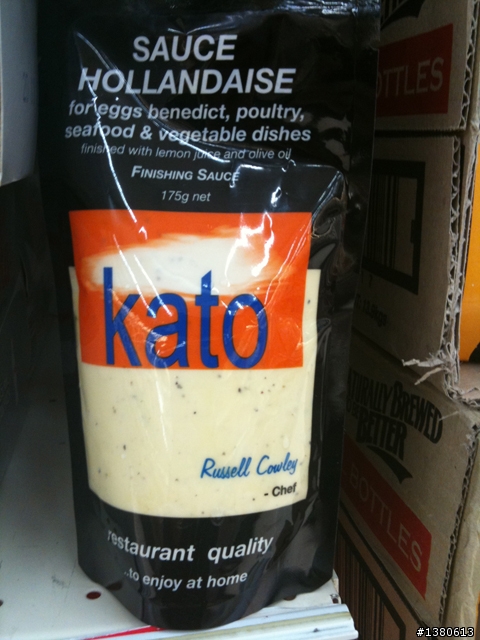 SAUCE
HOLLANDAISE
for eggs benedict, poultry,
seafood & vegetable dishes
finished with lemon juice and olive oil
FINISHING SAUCE
175g net
kato
Russell Cowley
- Chef
restaurant quality
...to enjoy at home
OTTLES
BREWED
BETTER
BOTTLES
#1380613